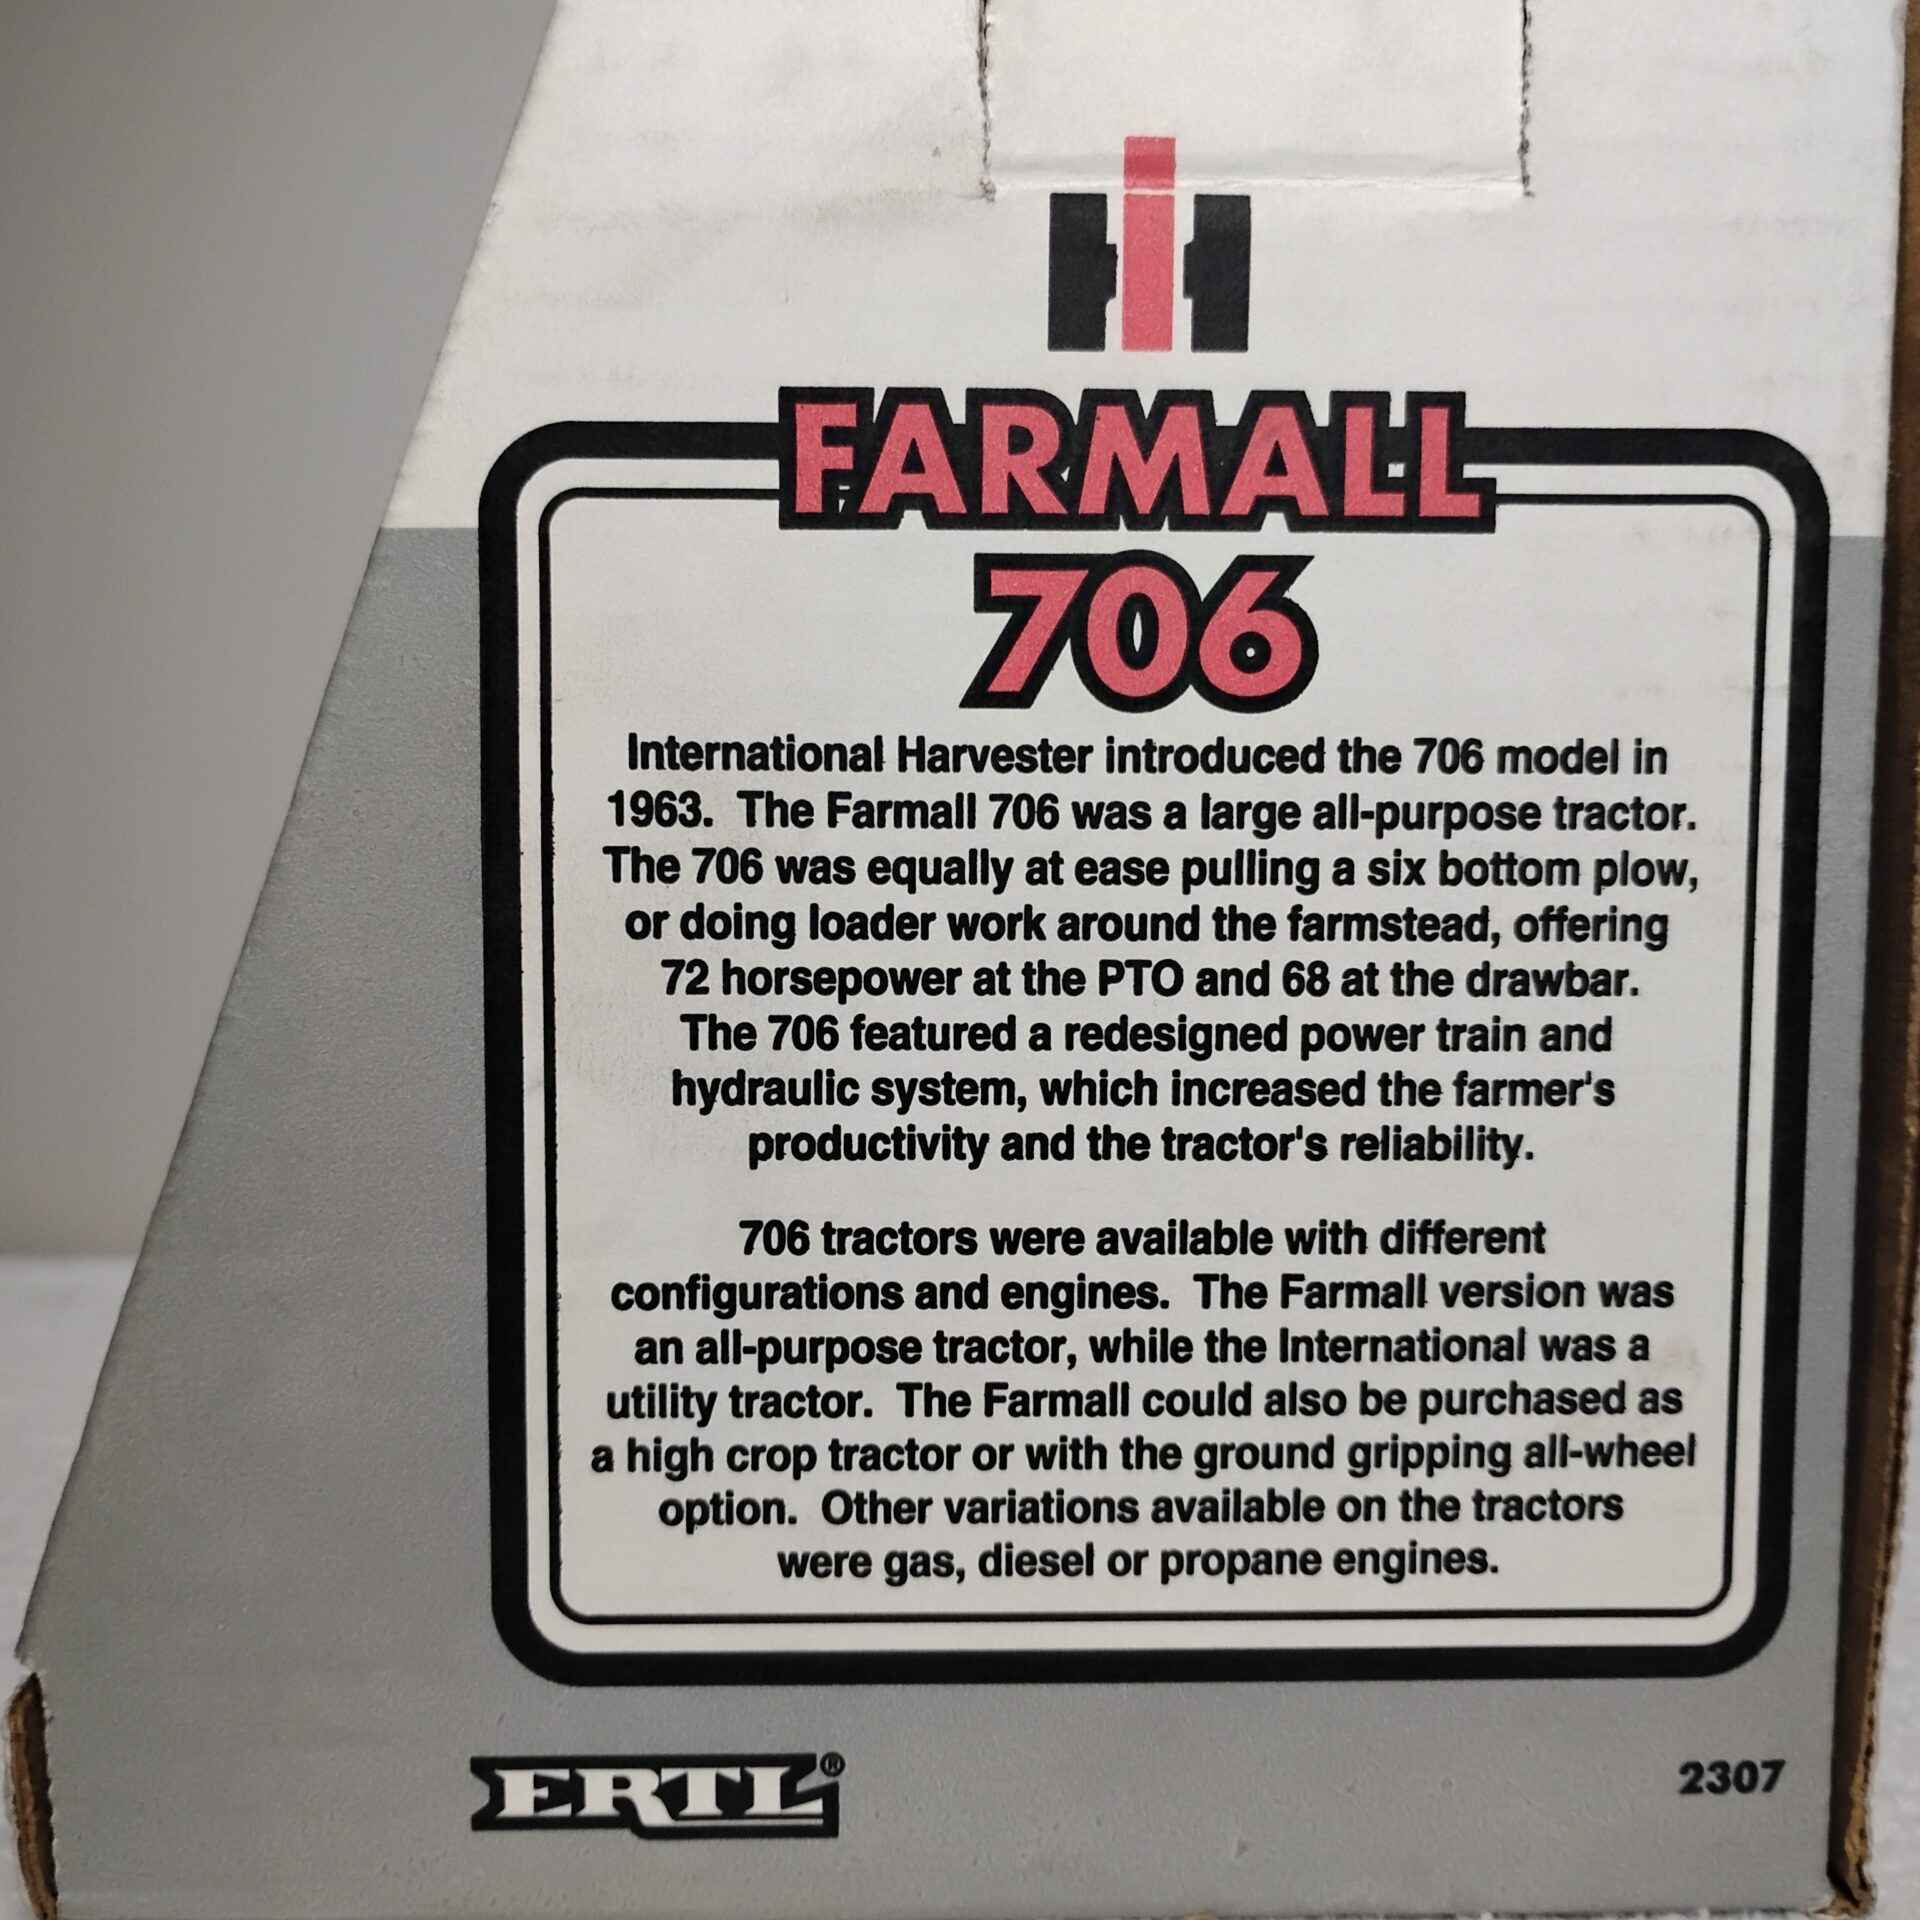 FARMALL
706
International Harvester introduced the 706 model in
1963. The Farmall 706 was a large all-purpose tractor.
The 706 was equally at ease pulling a six bottom plow,
or doing loader work around the farmstead, offering
72 horsepower at the PTO and 68 at the drawbar.
The 706 featured a redesigned power train and
hydraulic system, which increased the farmer's
productivity and the tractor's reliability.
706 tractors were available with different
configurations and engines. The Farmall version was
an all-purpose tractor, while the International was a
utility tractor. The Farmall could also be purchased as
a high crop tractor or with the ground gripping all-wheel
option. Other variations available on the tractors
were gas, diesel or propane engines.
ERTL®
2307